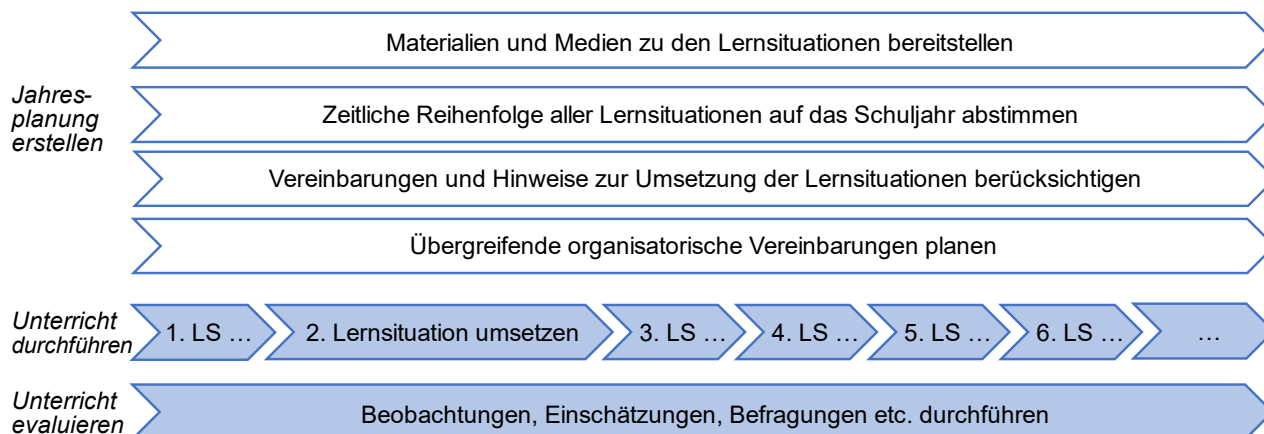 Materialien und Medien zu den Lernsituationen bereitstellen
Jahres-
planung
erstellen
Zeitliche Reihenfolge aller Lernsituationen auf das Schuljahr abstimmen
Vereinbarungen und Hinweise zur Umsetzung der Lernsituationen berücksichtigen
Übergreifende organisatorische Vereinbarungen planen
Unterricht
durchführen
1. LS … 2. Lernsituation umsetzen 3. LS … 4. LS … 5. LS … 6. LS … …
Unterricht
evaluieren
Beobachtungen, Einschätzungen, Befragungen etc. durchführen